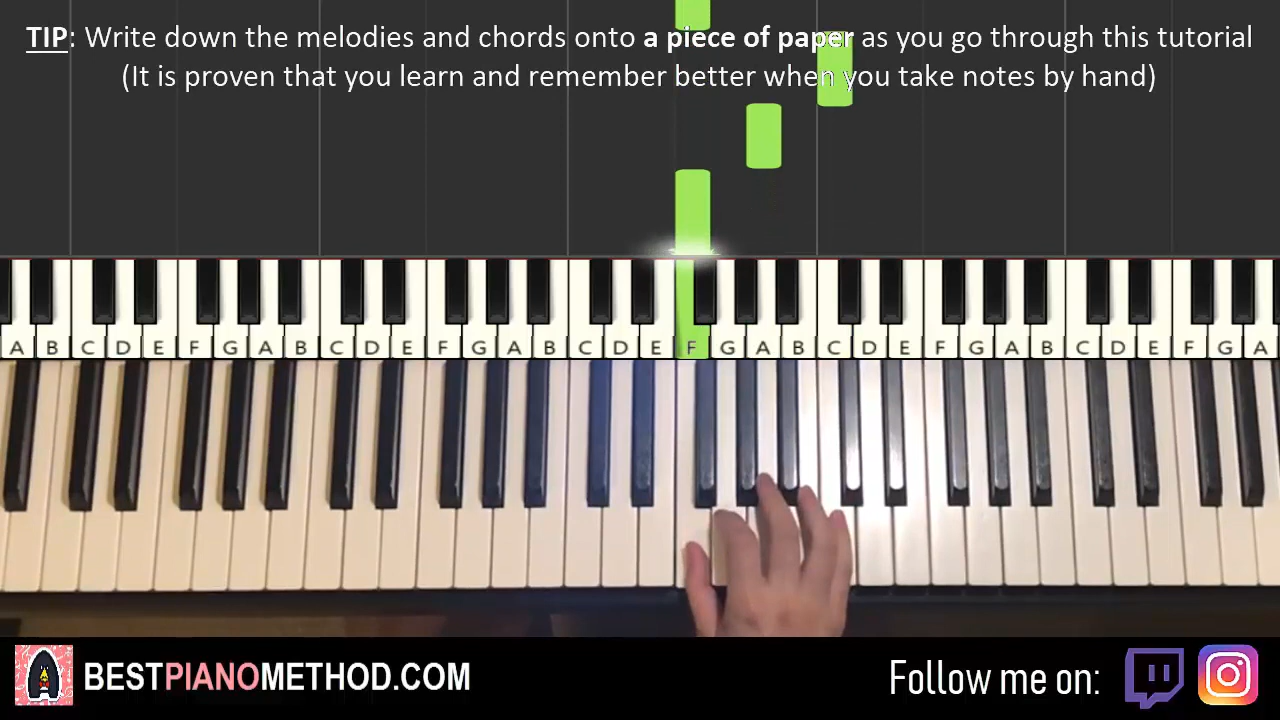 TIP: Write down the melodies and chords onto a piece of paper as you go through this tutorial
(It is proven that you learn and remember better when you take notes by hand)
A B C D E F G A B C D E F G A B C D E F G A B C D E F G A B C D E F G A
BESTPIANOMETHOD.COM
Follow me on: